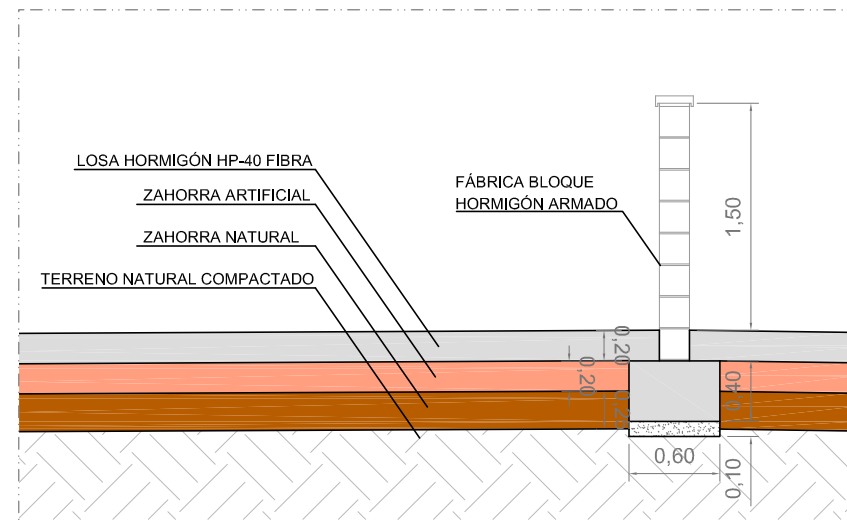 LOSA HORMIGÓN HP-40 FIBRA
ZAHORRA ARTIFICIAL
ZAHORRA NATURAL
TERRENO NATURAL COMPACTADO
FÁBRICA BLOQUE
HORMIGÓN ARMADO
1,50
0,20
0,20
0,40
0,60
0,10